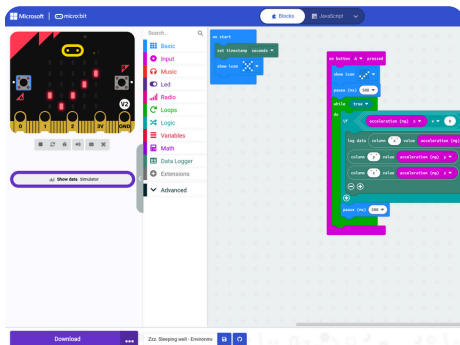 Microsoft micro:bit Blocks JavaScript
Search...
Basic
Input
Music
Led
Radio
Loops
Logic
Variables
Math
Data Logger
Extensions
Advanced
V2
0 1 2 3V GND
Show data Simulator
on start
set timestamp seconds
show icon
on button A pressed
show icon
pause (ms) 500
while true
do
if acceleration (mg) x
log data column x value acceleration (mg)
column y value acceleration (mg) y
column z value acceleration (mg) z
pause (ms) 500
Download
Zzz. Sleeping well - Environme